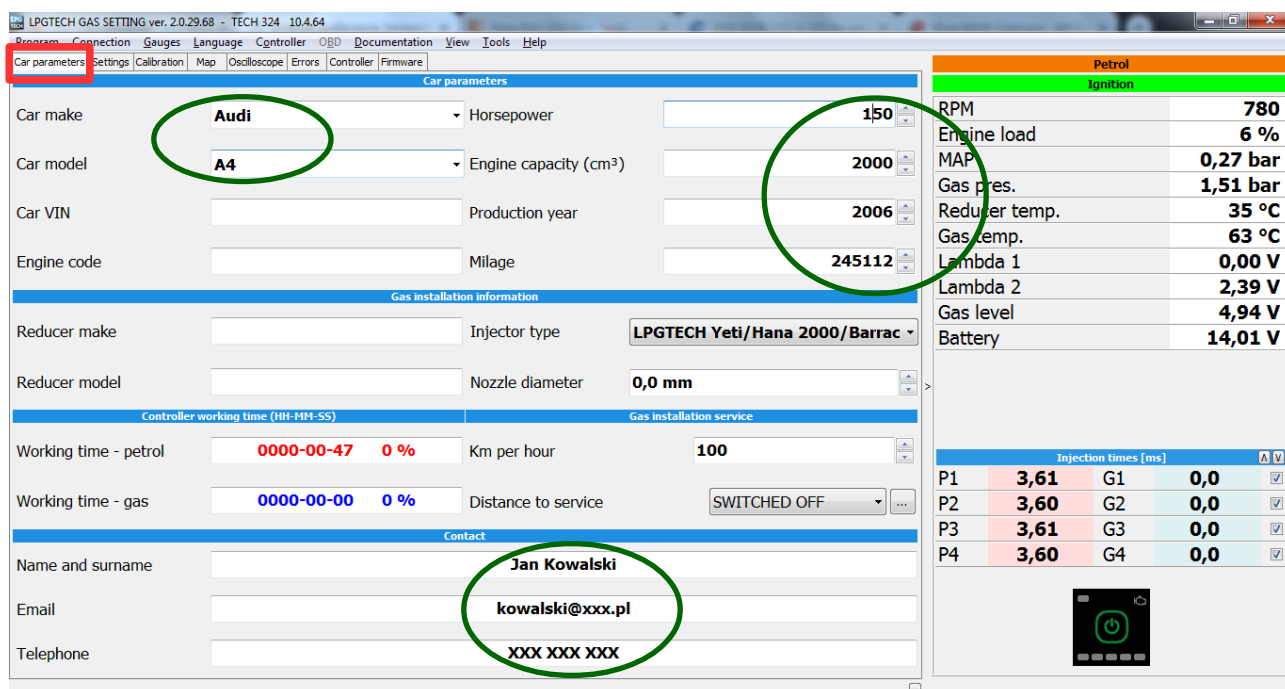 LPG TECH LPGTECH GAS SETTING ver. 2.0.29.68 - TECH 324 10.4.64
Program Connection Gauges Language Controller OBD Documentation View Tools Help
Car parameters Settings Calibration Map Oscilloscope Errors Controller Firmware
Car parameters
Car make Audi Horsepower 150
Car model A4 Engine capacity (cm³) 2000
Car VIN Production year 2006
Engine code Milage 245112
Gas installation information
Reducer make Injector type LPGTECH Yeti/Hana 2000/Barrac
Reducer model Nozzle diameter 0,0 mm
Controller working time (HH-MM-SS) Gas installation service
Working time - petrol 0000-00-47 0 % Km per hour 100
Working time - gas 0000-00-00 0 % Distance to service SWITCHED OFF ...
Contact
Name and surname Jan Kowalski
Email kowalski@xxx.pl
Telephone XXX XXX XXX
>
Petrol
Ignition
RPM 780
Engine load 6 %
MAP 0,27 bar
Gas pres. 1,51 bar
Reducer temp. 35 °C
Gas temp. 63 °C
Lambda 1 0,00 V
Lambda 2 2,39 V
Gas level 4,94 V
Battery 14,01 V
Injection times [ms]
P1 3,61 G1 0,0
P2 3,60 G2 0,0
P3 3,61 G3 0,0
P4 3,60 G4 0,0